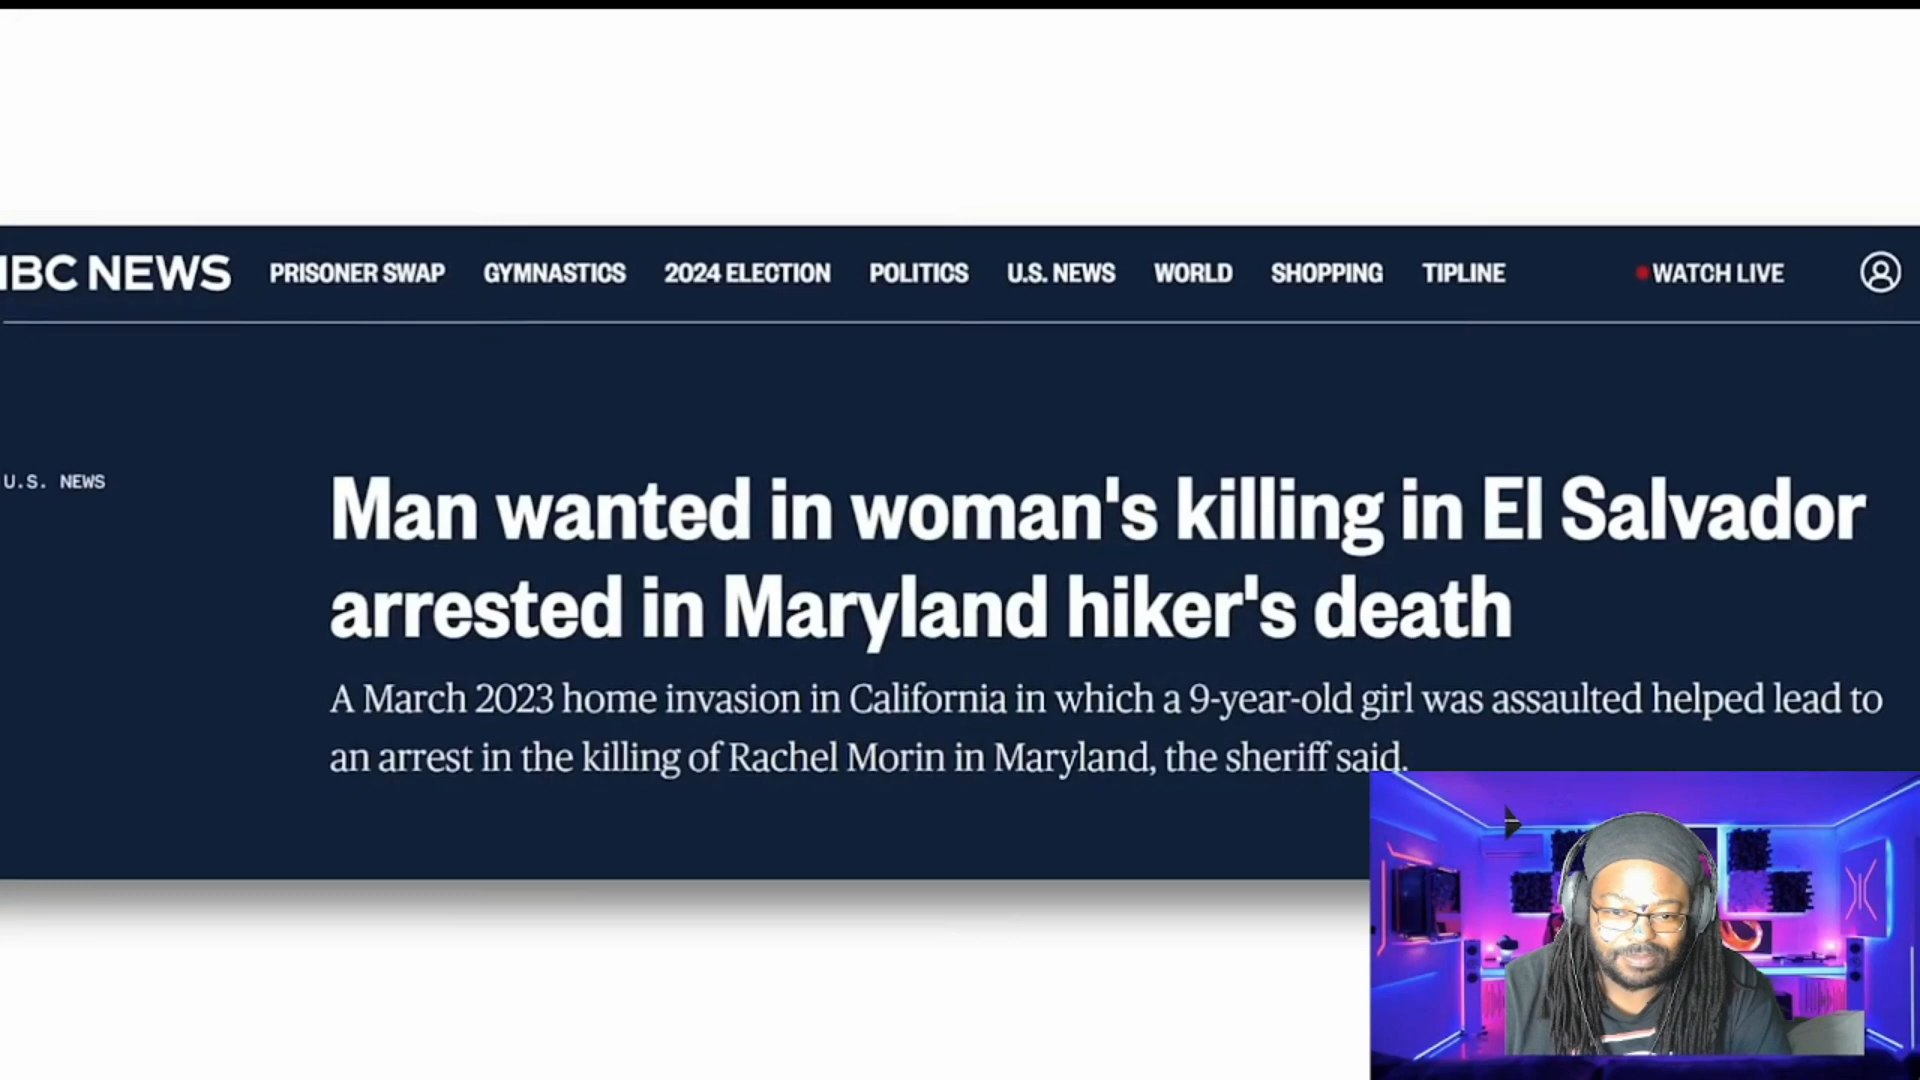 IBC NEWS PRISONER SWAP GYMNASTICS 2024 ELECTION POLITICS U.S. NEWS WORLD SHOPPING TIPLINE WATCH LIVE
U.S. NEWS
Man wanted in woman's killing in El Salvador
arrested in Maryland hiker's death
A March 2023 home invasion in California in which a 9-year-old girl was assaulted helped lead to
an arrest in the killing of Rachel Morin in Maryland, the sheriff said.